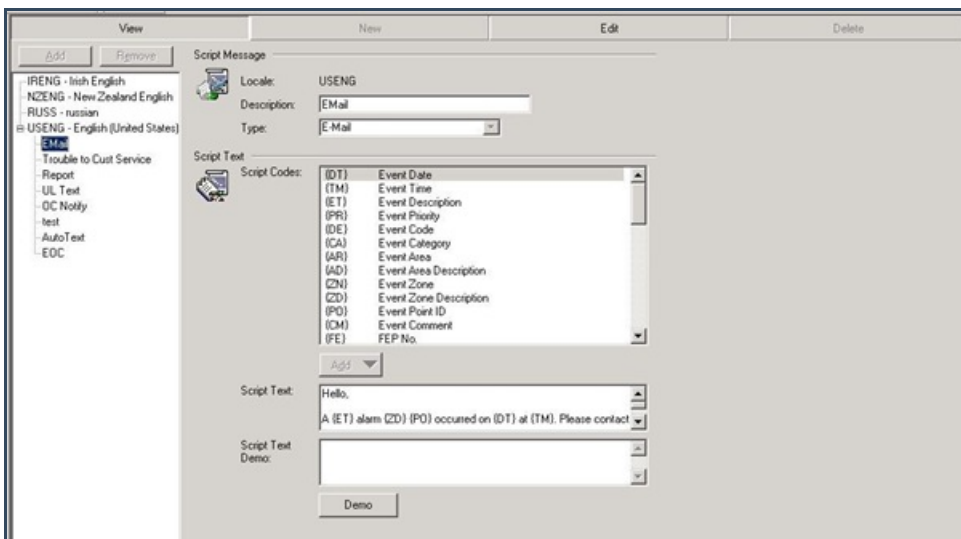 View New Edit Delete
Add Remove
IRENG - Irish English
NZENG - New Zealand English
RUSS - russian
USENG - English (United States)
EMail
Trouble to Cust Service
Report
UL Text
OC Notify
test
AutoText
EOC
Script Message
Locale: USENG
Description: EMail
Type: E-Mail
Script Text
Script Codes:
{DT} Event Date
{TM} Event Time
{ET} Event Description
{PR} Event Priority
{DE} Event Code
{CA} Event Category
{AR} Event Area
{AD} Event Area Description
{ZN} Event Zone
{ZD} Event Zone Description
{PO} Event Point ID
{CM} Event Comment
{FE} FEP No.
Add
Script Text:
Hello,
A {ET} alarm {ZD} {PO} occurred on {DT} at {TM}. Please contact
Script Text
Demo:
Demo